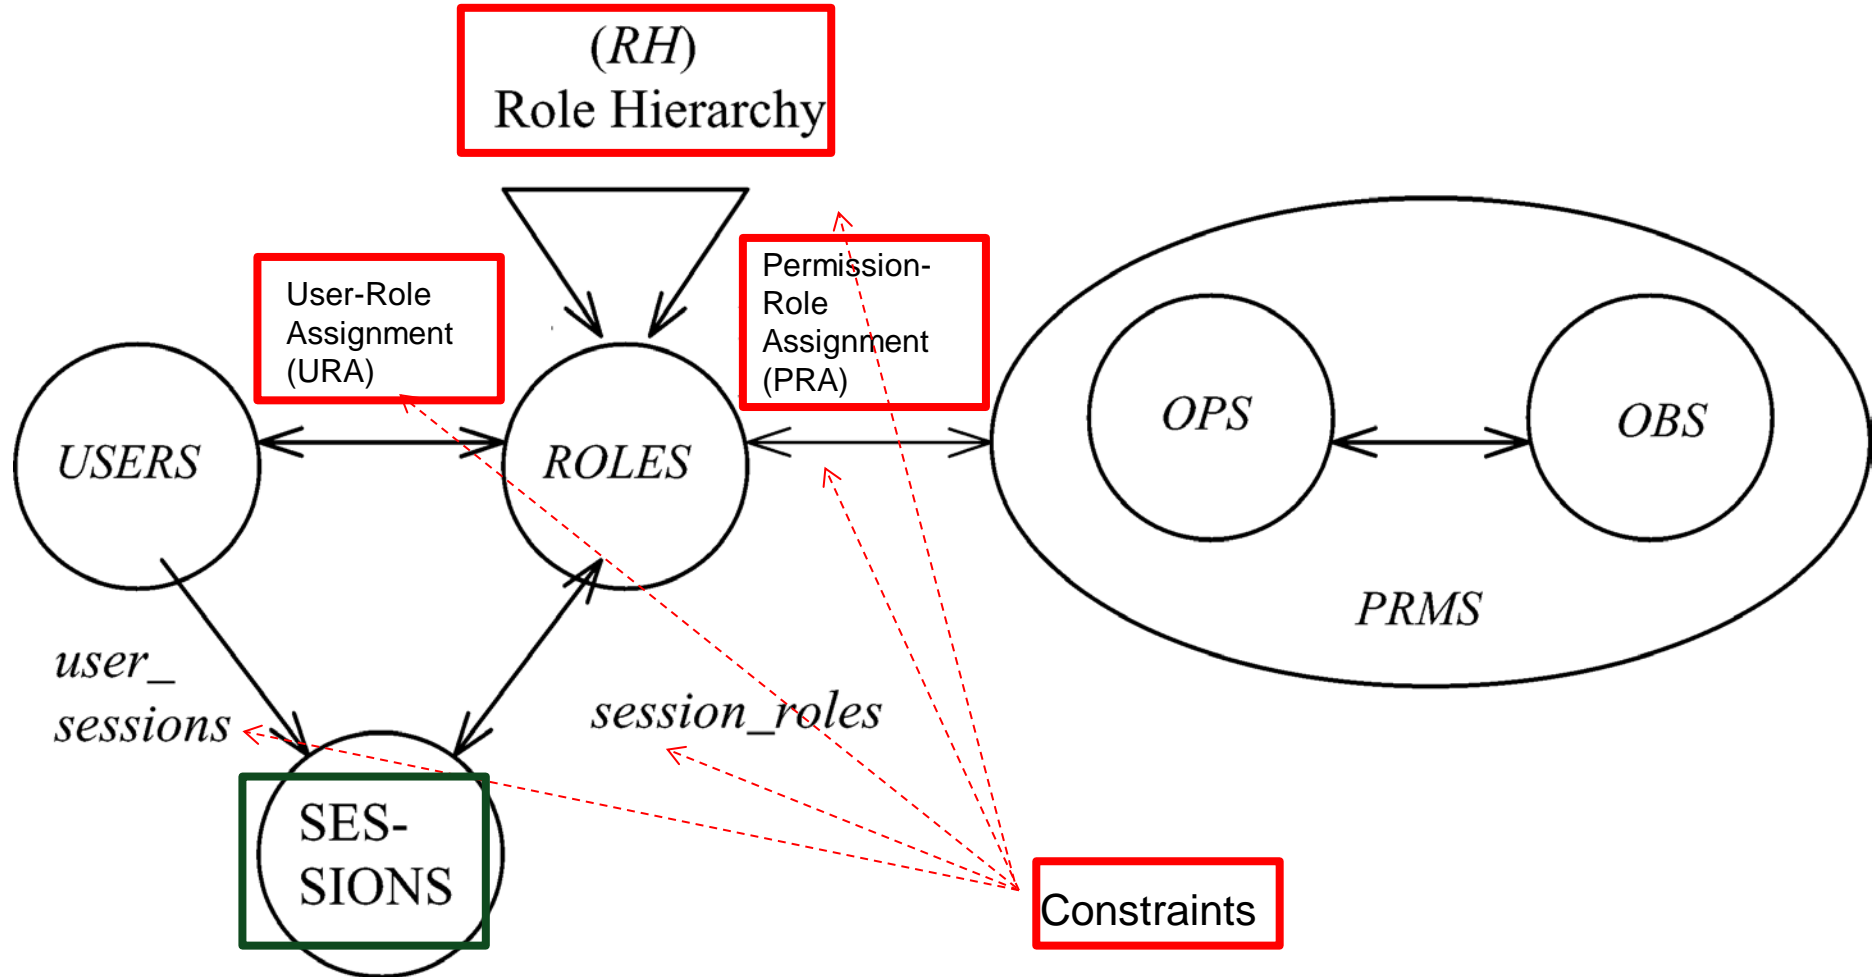 (RH)
Role Hierarchy
User-Role
Assignment
(URA)
Permission-
Role
Assignment
(PRA)
USERS
ROLES
OPS
OBS
PRMS
user_
sessions
session_roles
SES-
SIONS
Constraints